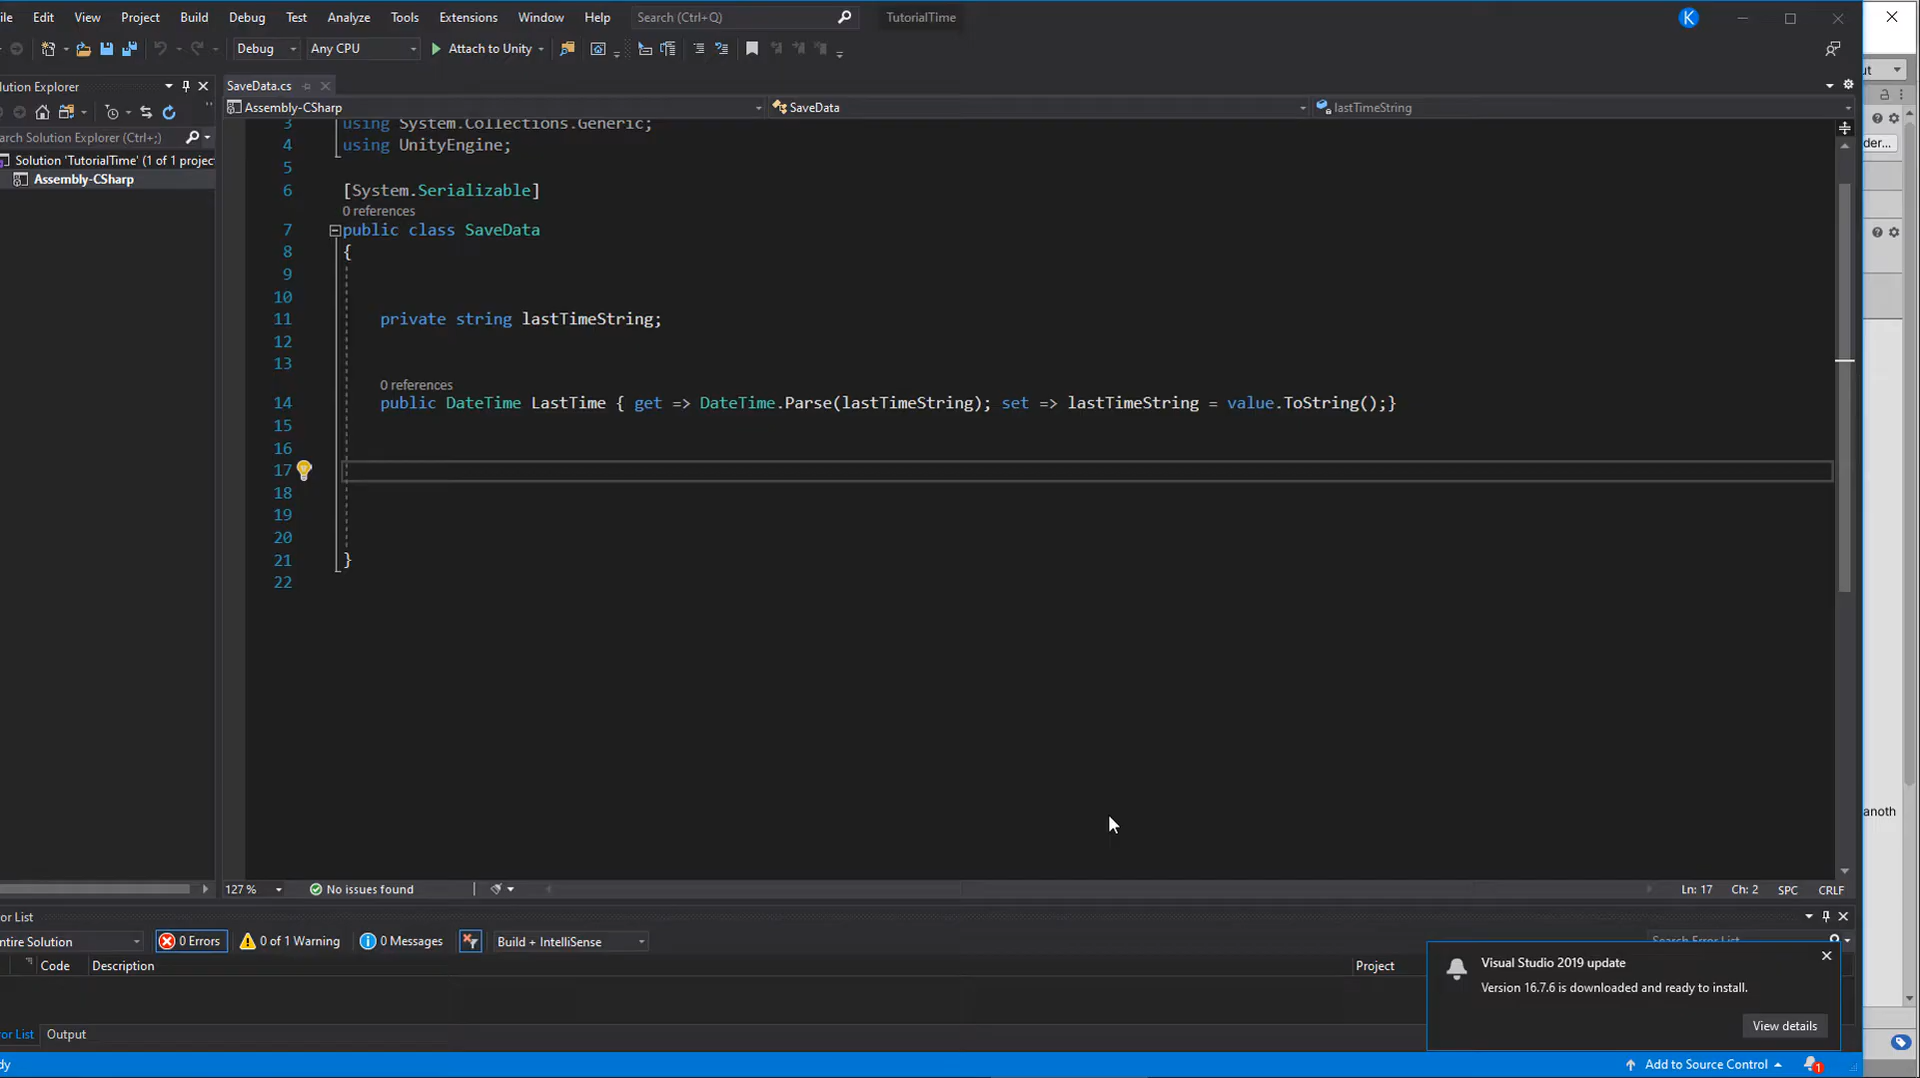 ile Edit View Project Build Debug Test Analyze Tools Extensions Window Help Search (Ctrl+Q) TutorialTime K
Debug Any CPU Attach to Unity
olution Explorer
SaveData.cs
Assembly-CSharp SaveData lastTimeString
arch Solution Explorer (Ctrl+;)
Solution 'TutorialTime' (1 of 1 projec
Assembly-CSharp
3 using System.Collections.Generic;
4 using UnityEngine;
5
6 [System.Serializable]
0 references
7 public class SaveData
8 {
9
10
11 private string lastTimeString;
12
13
0 references
14 public DateTime LastTime { get => DateTime.Parse(lastTimeString); set => lastTimeString = value.ToString();}
15
16
17
18
19
20
21 }
22
ut
der...
anoth
127 % No issues found Ln: 17 Ch: 2 SPC CRLF
or List
ntire Solution 0 Errors 0 of 1 Warning 0 Messages Build + IntelliSense Search Error List
Code Description Project
Visual Studio 2019 update
Version 16.7.6 is downloaded and ready to install.
View details
or List Output
dy Add to Source Control 1